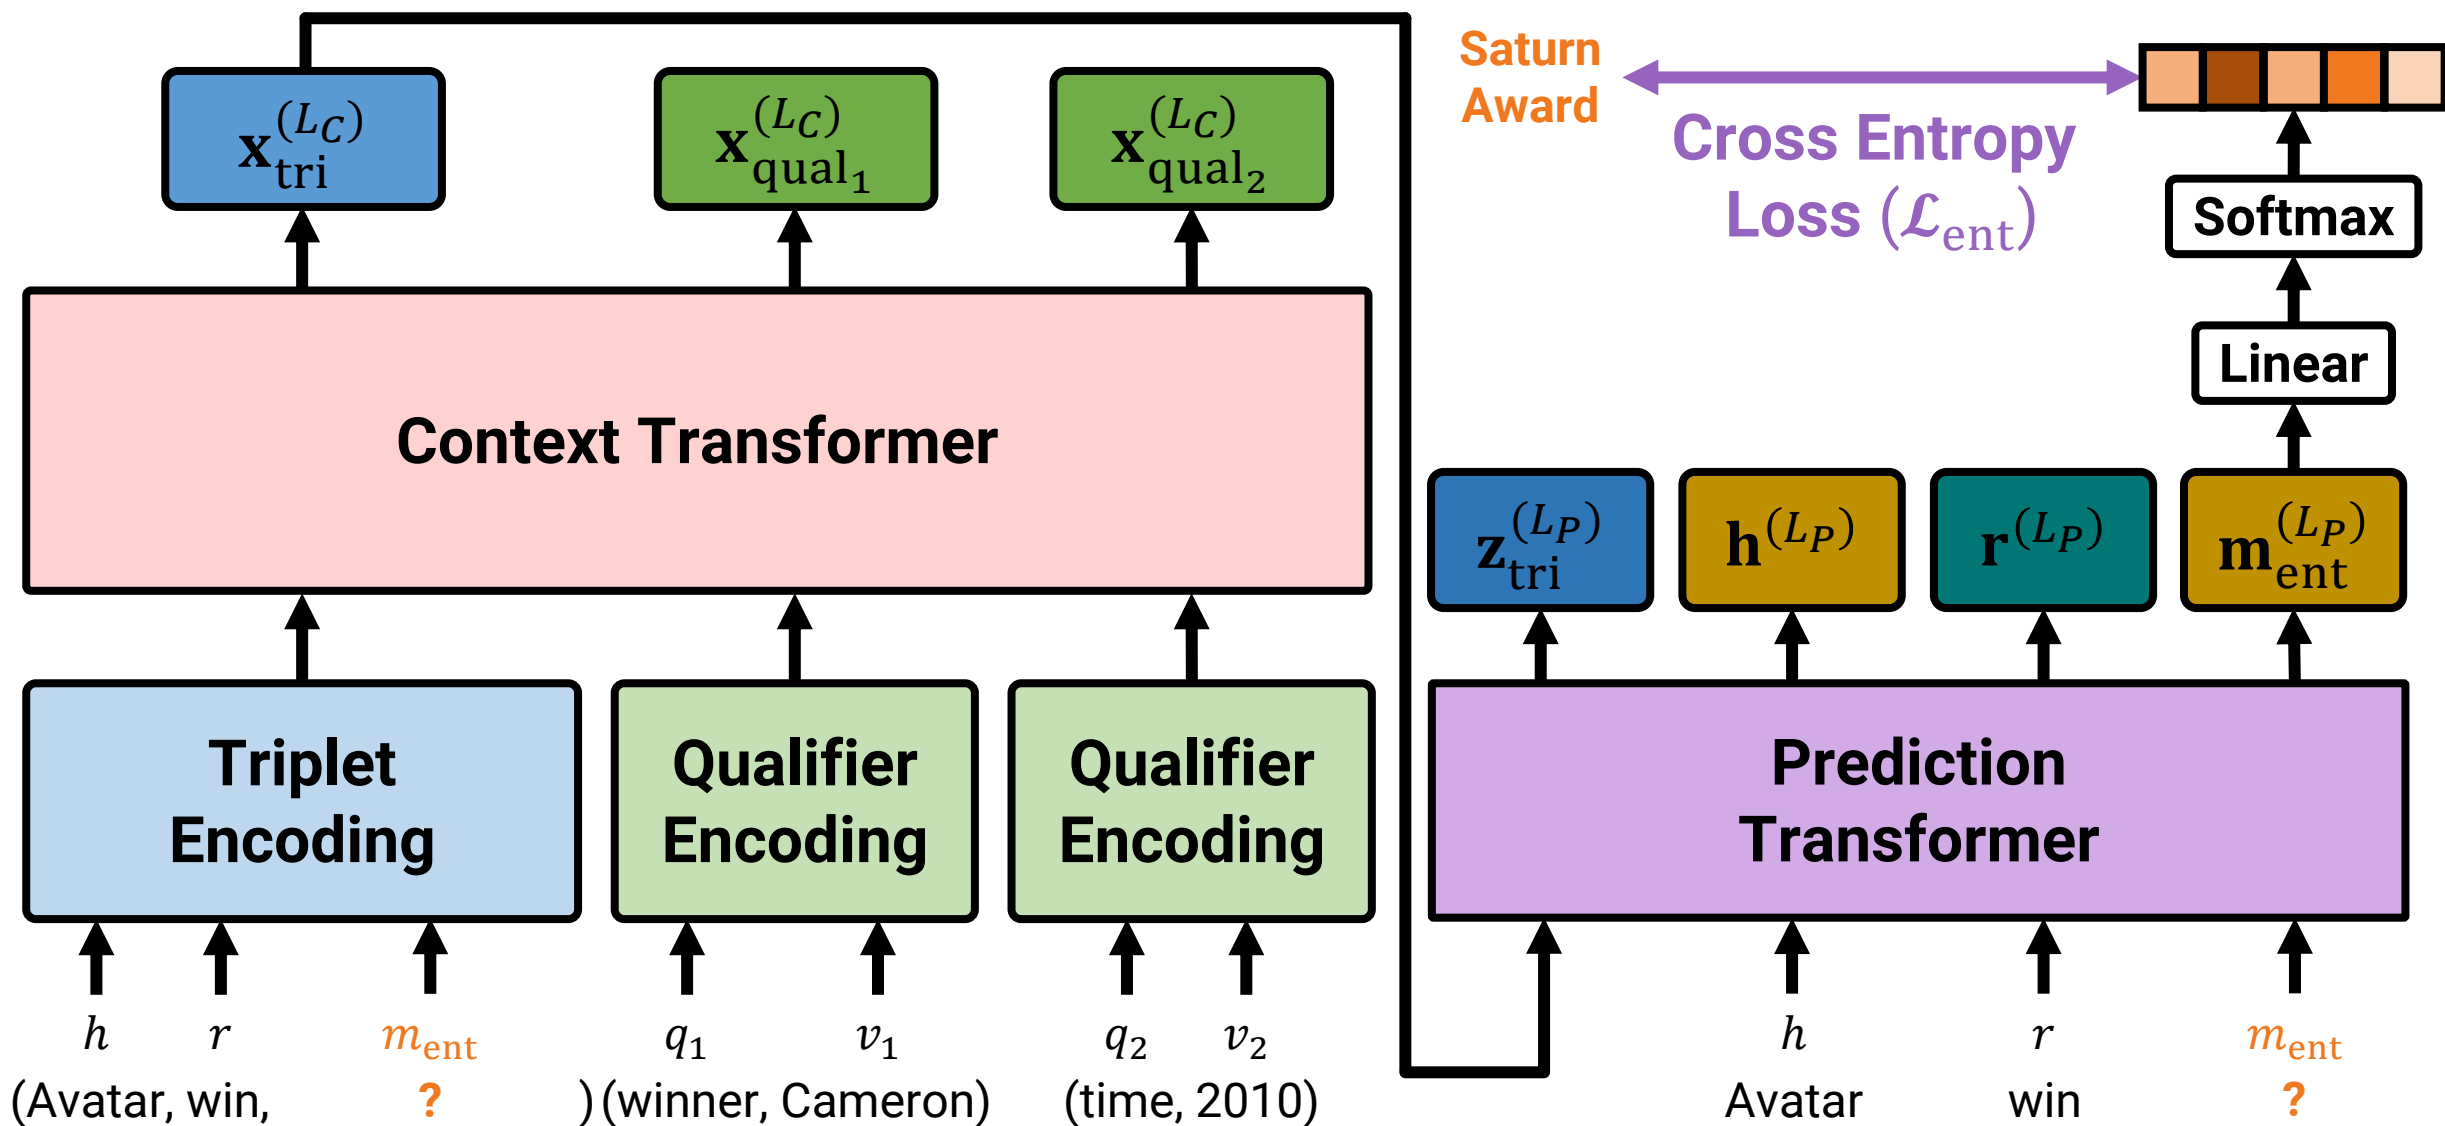 x_tri^(L_C)
x_qual_1^(L_C)
x_qual_2^(L_C)
Context Transformer
Triplet
Encoding
Qualifier
Encoding
Qualifier
Encoding
h r m_ent q_1 v_1 q_2 v_2
(Avatar, win, ? ) (winner, Cameron) (time, 2010)
Saturn
Award
Cross Entropy
Loss (ℒ_ent)
Softmax
Linear
z_tri^(L_P)
h^(L_P)
r^(L_P)
m_ent^(L_P)
Prediction
Transformer
h r m_ent
Avatar win ?